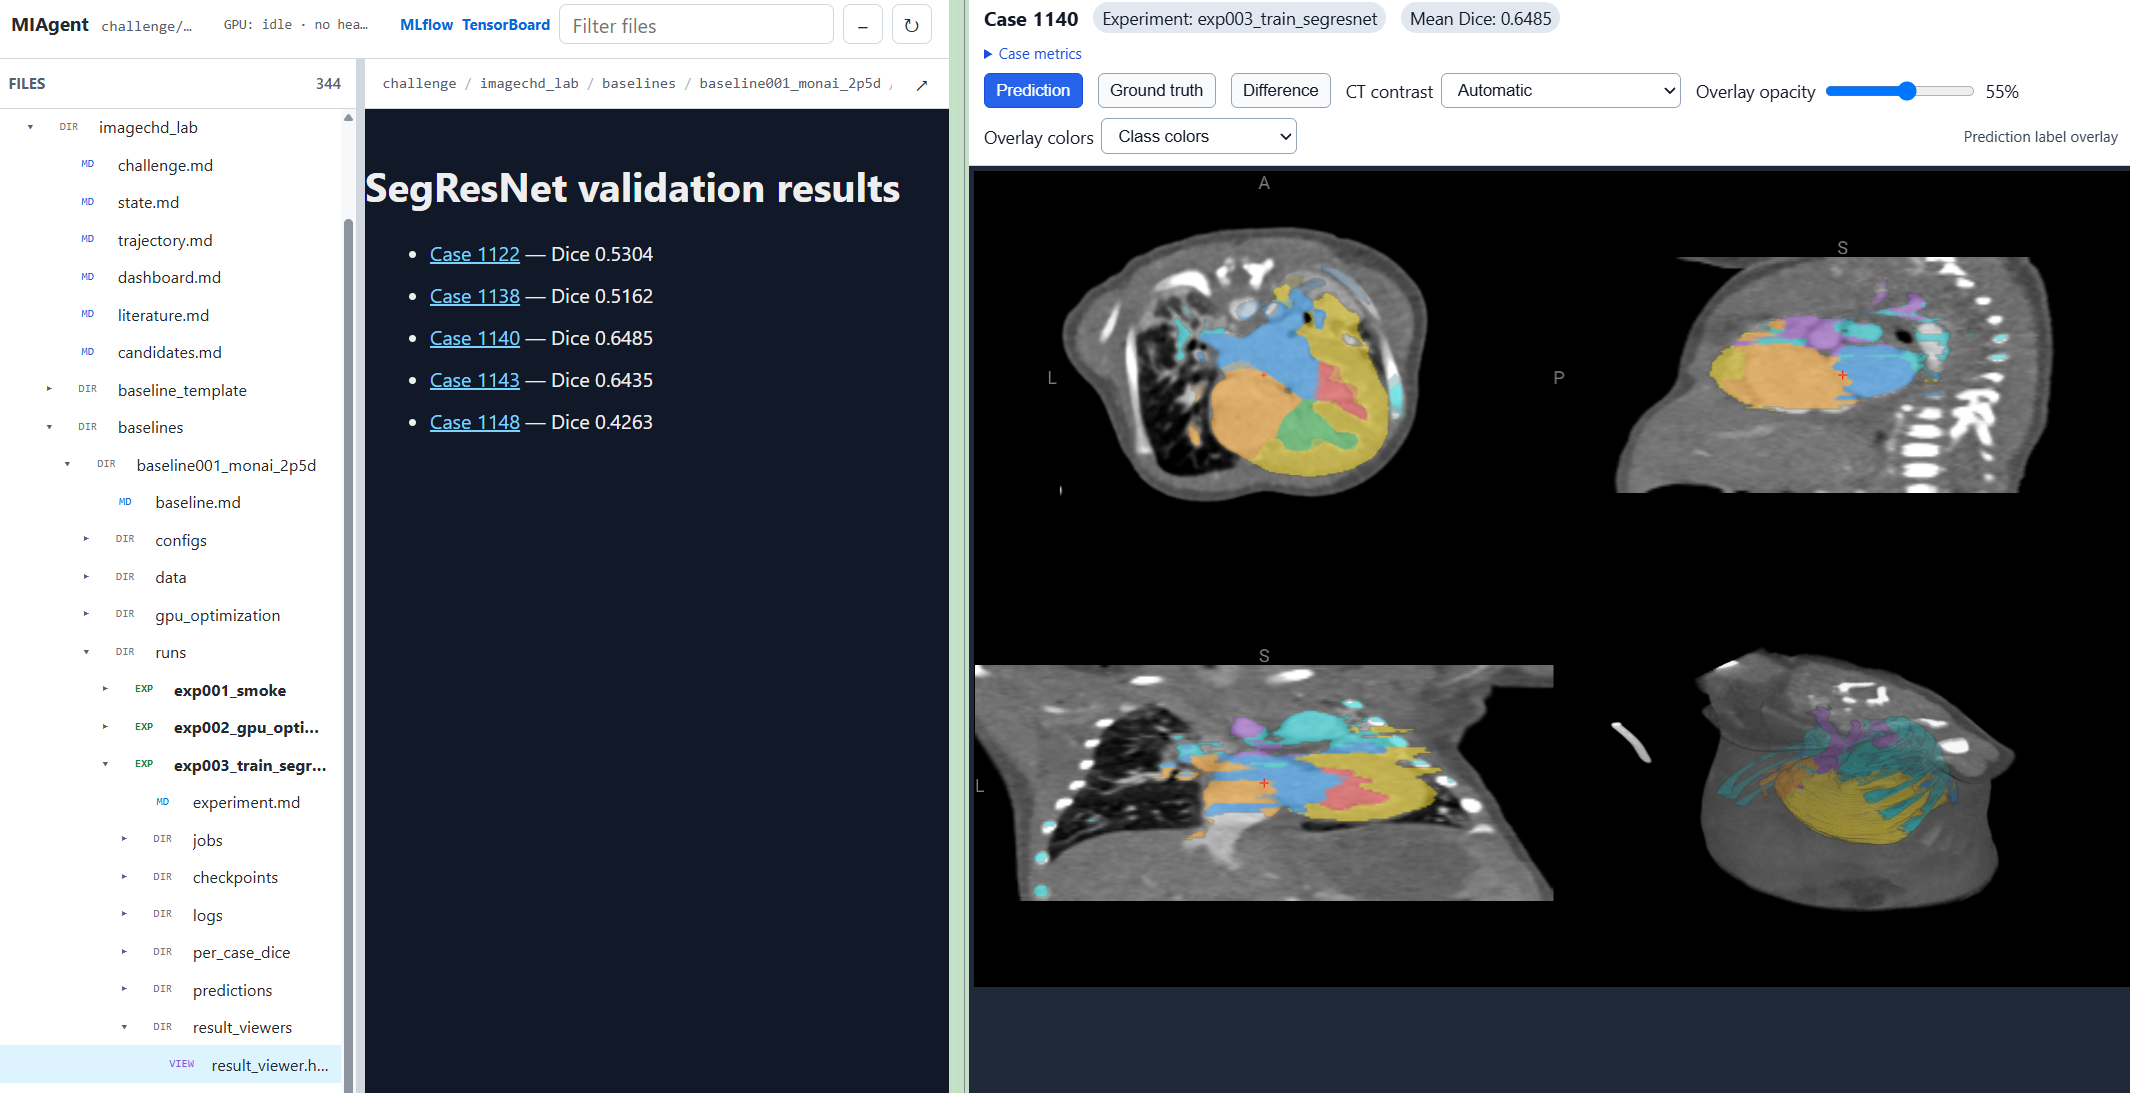 MIAgent challenge/… GPU: idle · no hea… MLflow TensorBoard Filter files – ↻
FILES 344
▾ DIR imagechd_lab
MD challenge.md
MD state.md
MD trajectory.md
MD dashboard.md
MD literature.md
MD candidates.md
▸ DIR baseline_template
▾ DIR baselines
▾ DIR baseline001_monai_2p5d
MD baseline.md
▸ DIR configs
▸ DIR data
▸ DIR gpu_optimization
▾ DIR runs
▸ EXP exp001_smoke
▸ EXP exp002_gpu_opti...
▾ EXP exp003_train_segr...
MD experiment.md
▸ DIR jobs
▸ DIR checkpoints
▸ DIR logs
▸ DIR per_case_dice
▸ DIR predictions
▾ DIR result_viewers
VIEW result_viewer.h...
challenge / imagechd_lab / baselines / baseline001_monai_2p5d / ↗
SegResNet validation results
• Case 1122 — Dice 0.5304
• Case 1138 — Dice 0.5162
• Case 1140 — Dice 0.6485
• Case 1143 — Dice 0.6435
• Case 1148 — Dice 0.4263
Case 1140 Experiment: exp003_train_segresnet Mean Dice: 0.6485
▶ Case metrics
Prediction Ground truth Difference CT contrast Automatic Overlay opacity 55%
Overlay colors Class colors Prediction label overlay
A
S
L
P
S
L